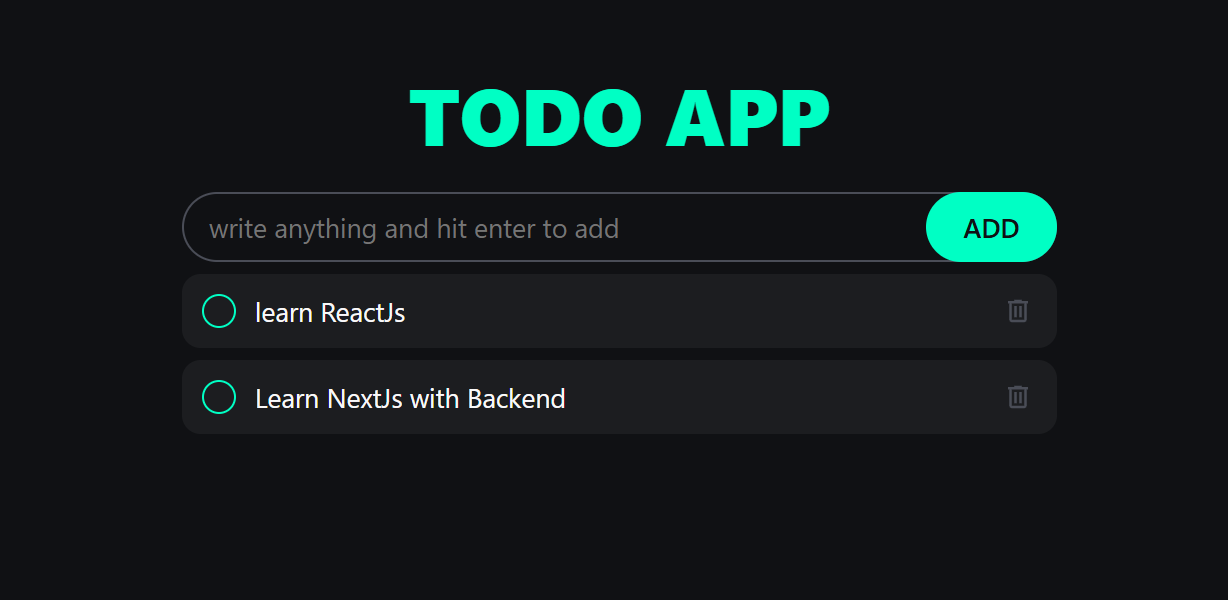 TODO APP
write anything and hit enter to add
ADD
learn ReactJs
Learn NextJs with Backend